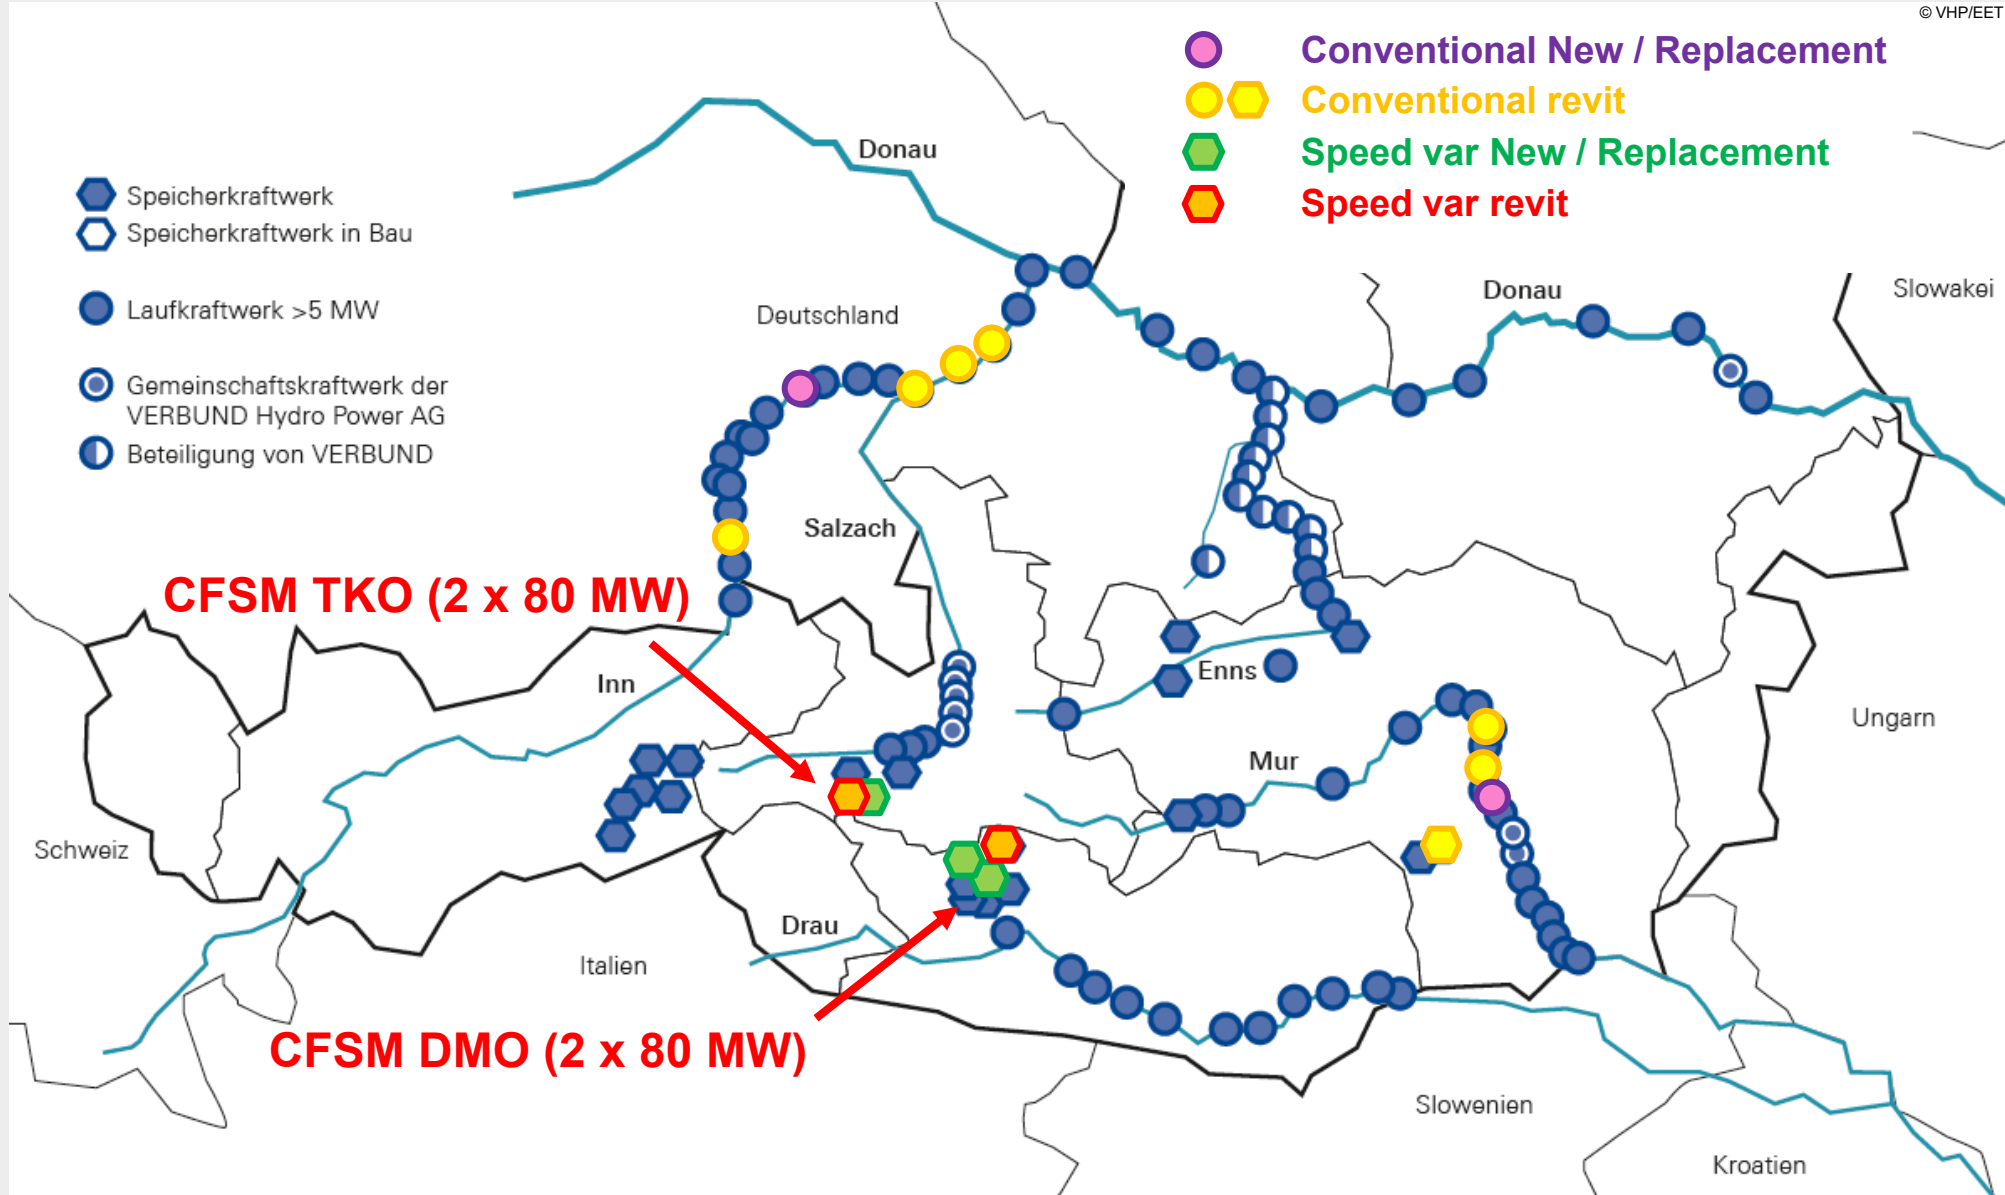 © VHP/EET
Conventional New / Replacement
Conventional revit
Speed var New / Replacement
Speed var revit
Donau
Speicherkraftwerk
Speicherkraftwerk in Bau
Laufkraftwerk >5 MW
Gemeinschaftskraftwerk der
VERBUND Hydro Power AG
Beteiligung von VERBUND
Deutschland
Donau
Slowakei
Salzach
CFSM TKO (2 x 80 MW)
Inn
Enns
Ungarn
Mur
Schweiz
Drau
Italien
CFSM DMO (2 x 80 MW)
Slowenien
Kroatien